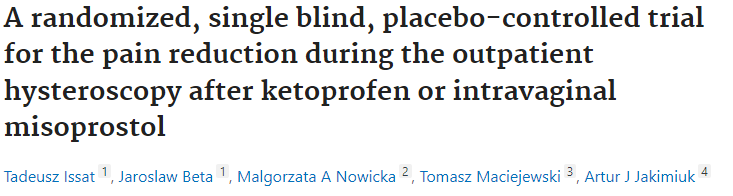 A randomized, single blind, placebo-controlled trial
for the pain reduction during the outpatient
hysteroscopy after ketoprofen or intravaginal
misoprostol
Tadeusz Issat 1, Jaroslaw Beta 1, Malgorzata A Nowicka 2, Tomasz Maciejewski 3, Artur J Jakimiuk 4